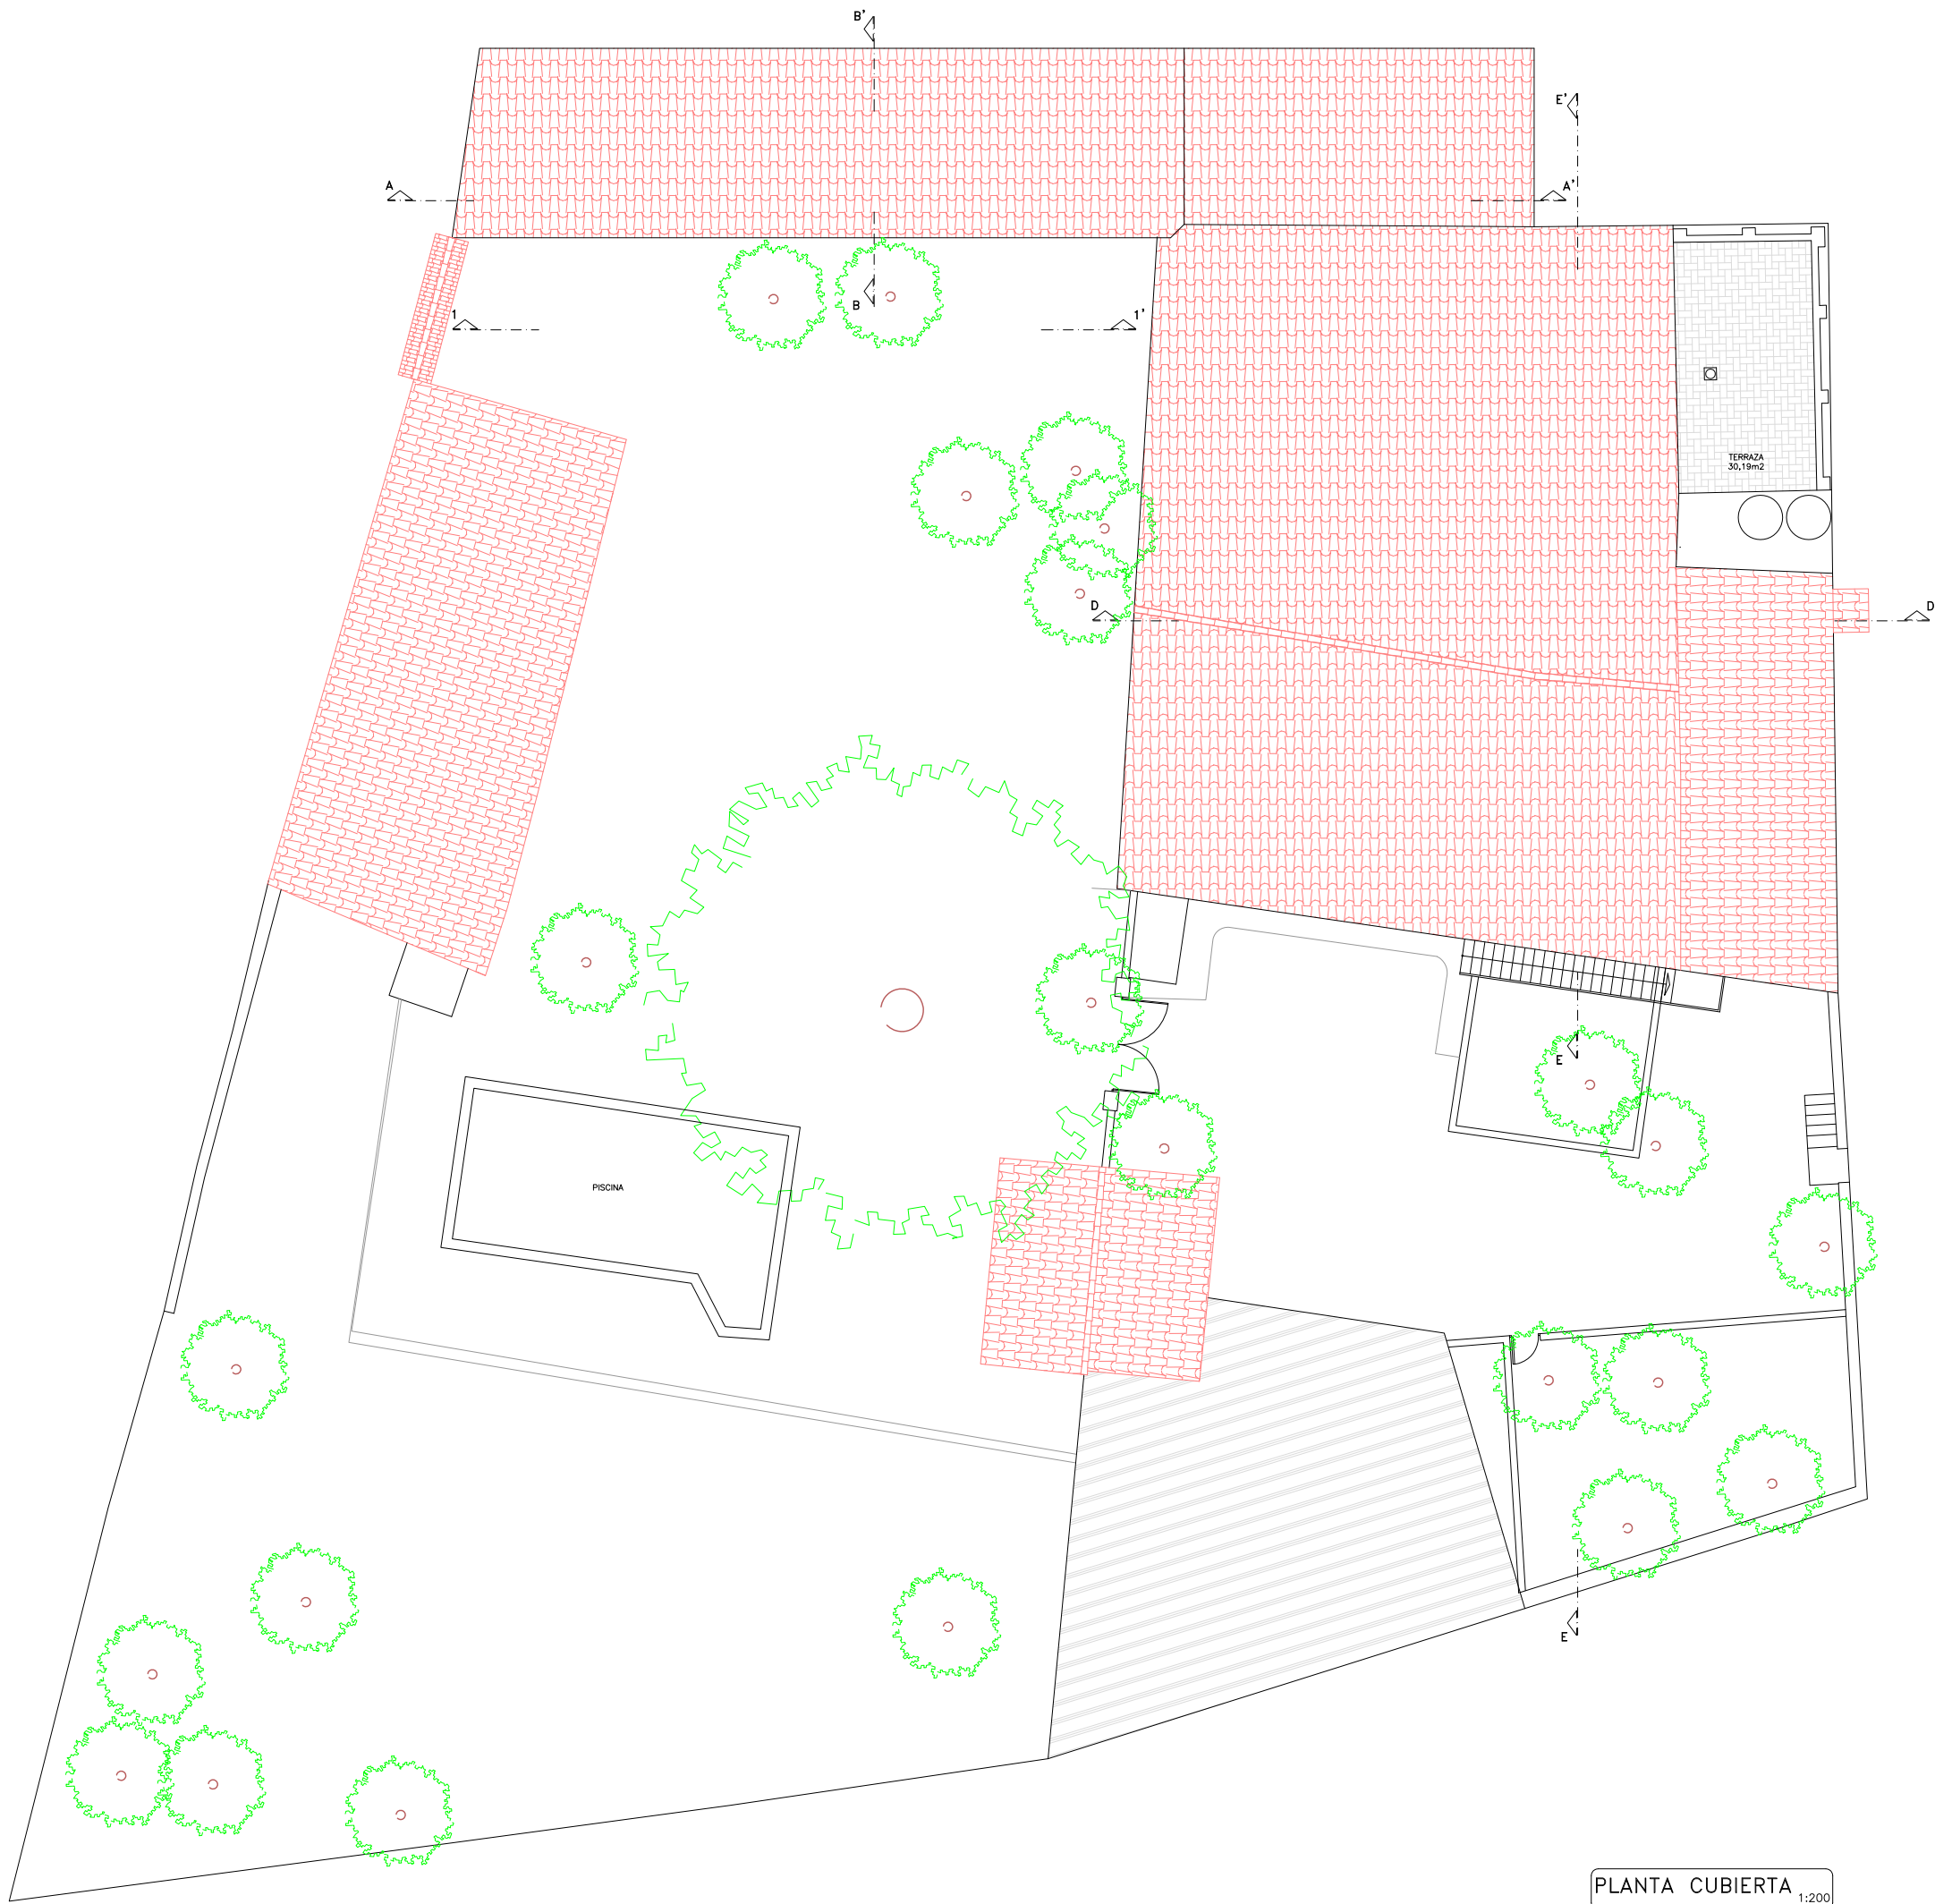 B'
E'
A
A'
B
1
1'
TERRAZA
30,19m2
D
D
E
PISCINA
E
PLANTA CUBIERTA
1:200